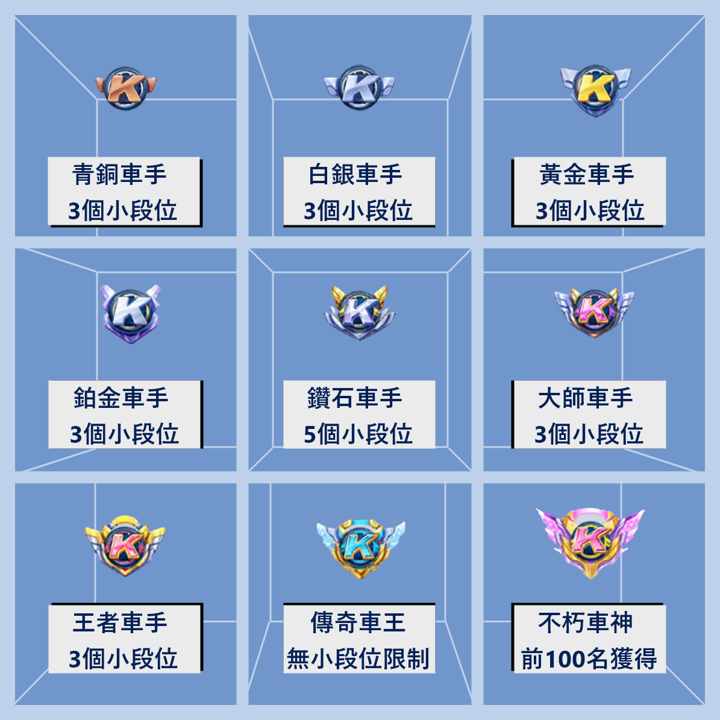 K
K
K
青銅車手
3個小段位
白銀車手
3個小段位
黃金車手
3個小段位
K
K
K
鉑金車手
3個小段位
鑽石車手
5個小段位
大師車手
3個小段位
K
K
K
王者車手
3個小段位
傳奇車王
無小段位限制
不朽車神
前100名獲得